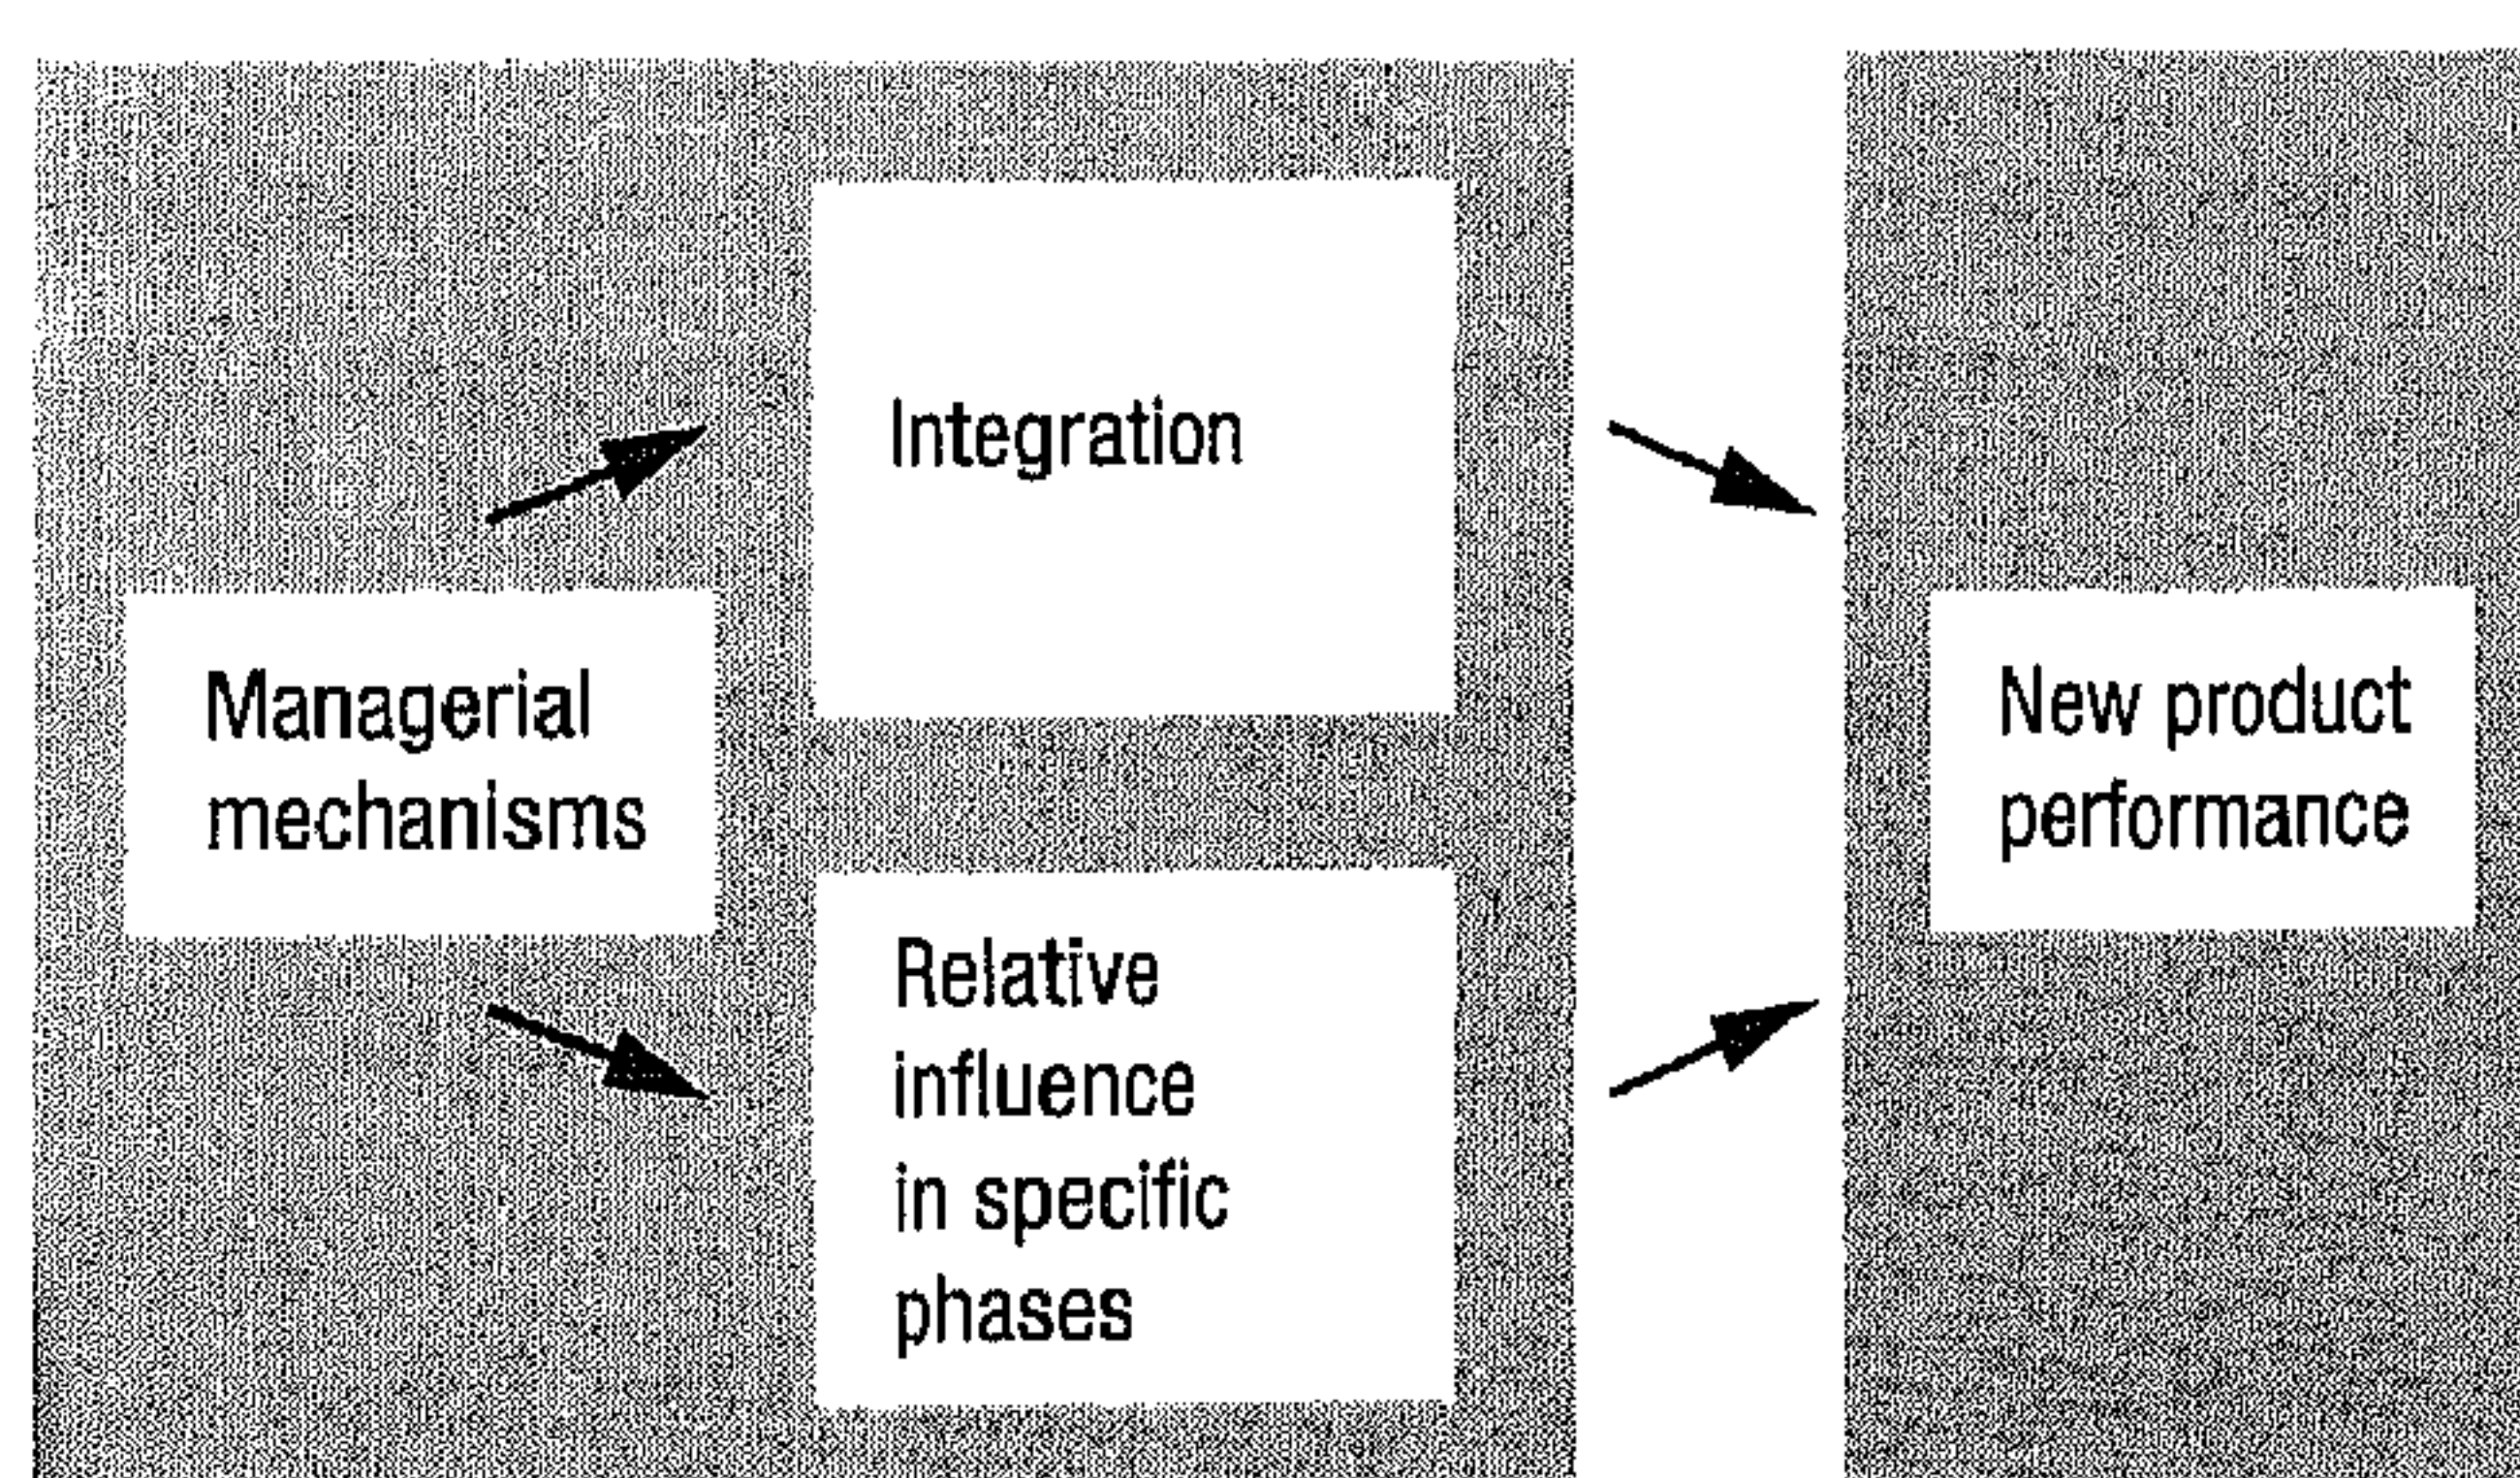 Integration
Managerial
mechanisms
New product
performance
Relative
influence
in specific
phases